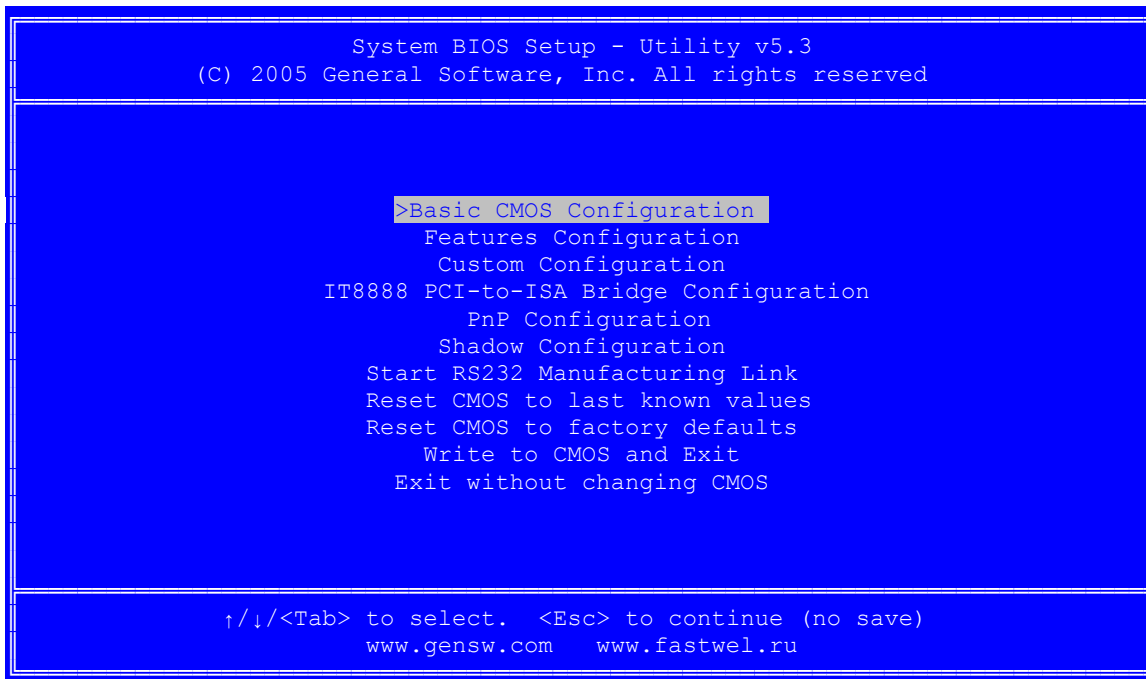 System BIOS Setup - Utility v5.3
(C) 2005 General Software, Inc. All rights reserved
>Basic CMOS Configuration
Features Configuration
Custom Configuration
IT8888 PCI-to-ISA Bridge Configuration
PnP Configuration
Shadow Configuration
Start RS232 Manufacturing Link
Reset CMOS to last known values
Reset CMOS to factory defaults
Write to CMOS and Exit
Exit without changing CMOS
↑/↓/<Tab> to select. <Esc> to continue (no save)
www.gensw.com www.fastwel.ru